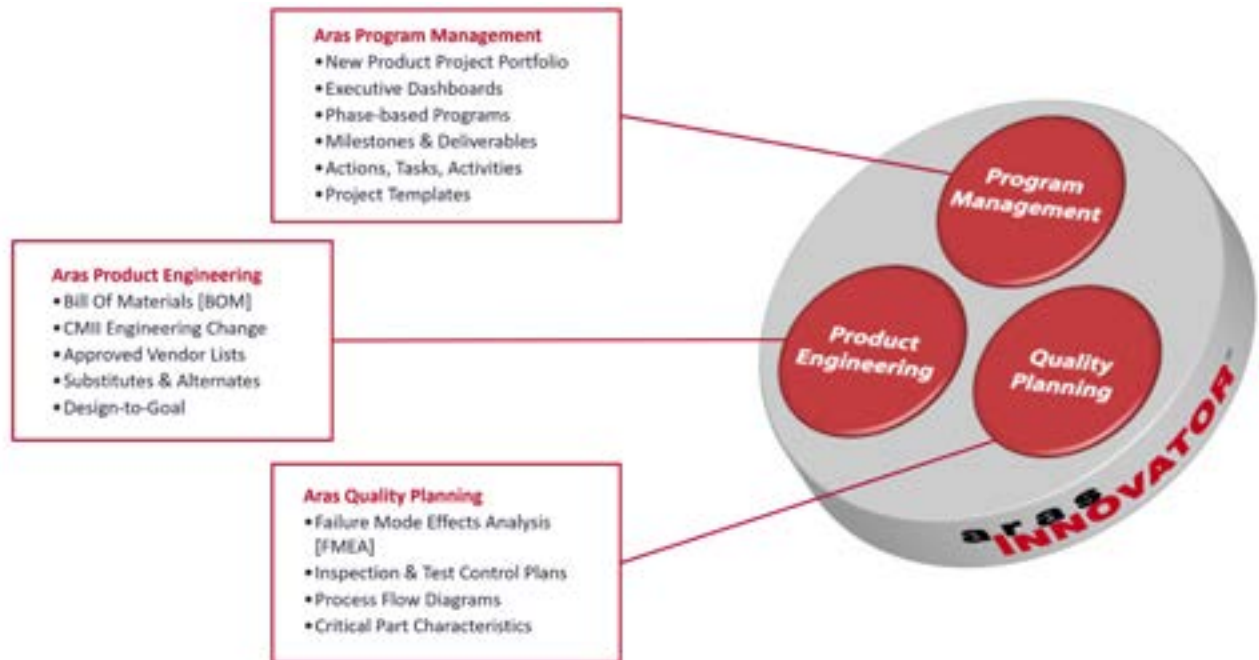 Aras Program Management
•New Product Project Portfolio
•Executive Dashboards
•Phase-based Programs
•Milestones & Deliverables
•Actions, Tasks, Activities
•Project Templates
Aras Product Engineering
•Bill Of Materials [BOM]
•CMII Engineering Change
•Approved Vendor Lists
•Substitutes & Alternates
•Design-to-Goal
Aras Quality Planning
•Failure Mode Effects Analysis
[FMEA]
•Inspection & Test Control Plans
•Process Flow Diagrams
•Critical Part Characteristics
Program
Management
Product
Engineering
Quality
Planning
aras
INNOVATOR™